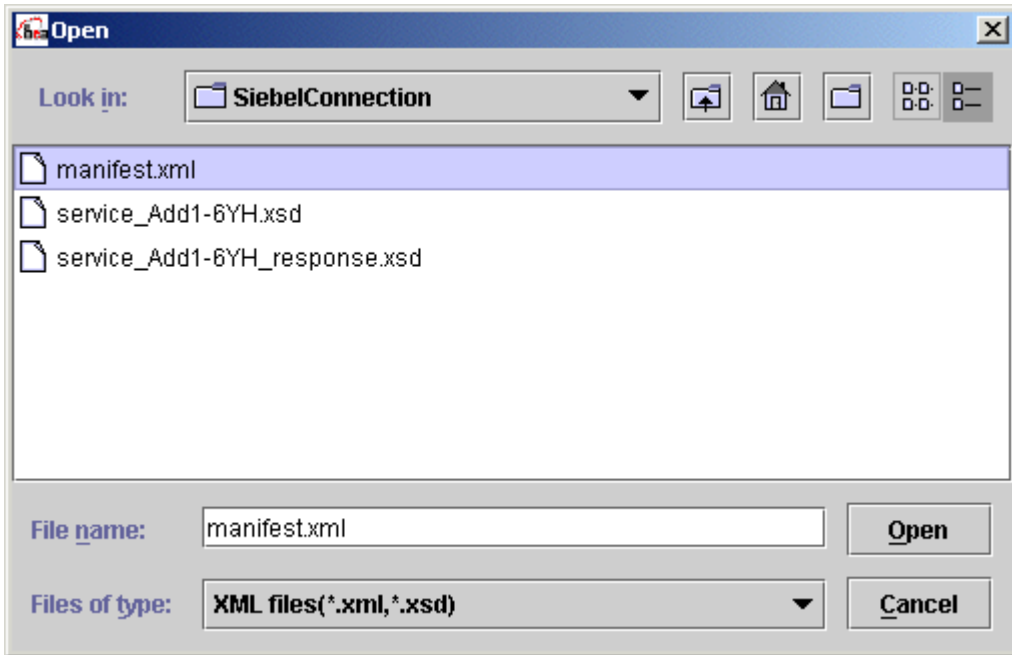 bea Open
Look in: SiebelConnection
manifest.xml
service_Add1-6YH.xsd
service_Add1-6YH_response.xsd
File name: manifest.xml Open
Files of type: XML files(*.xml,*.xsd) Cancel